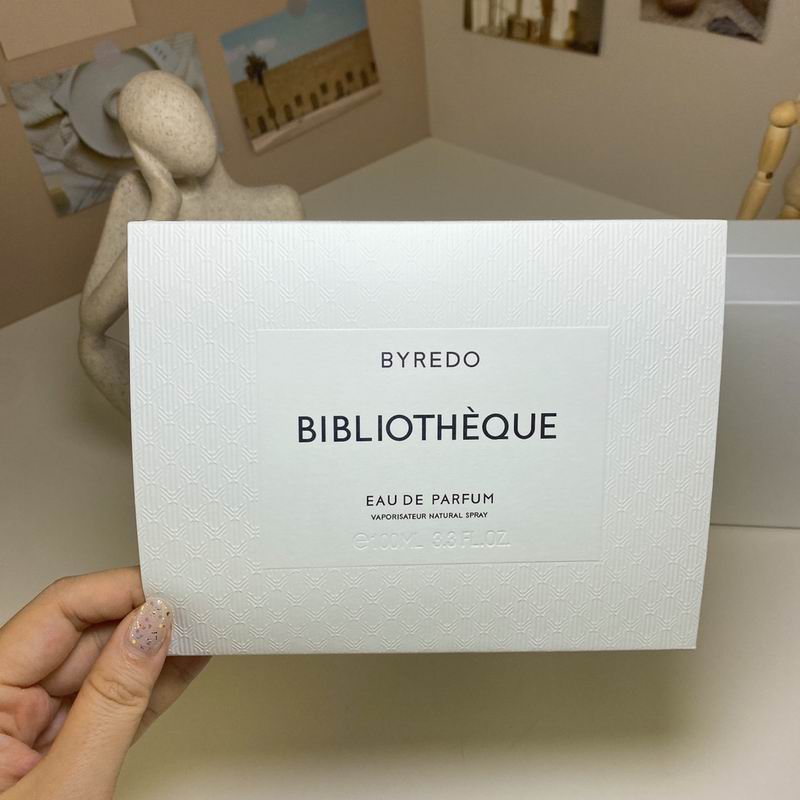 BYREDO
BIBLIOTHÈQUE
EAU DE PARFUM
VAPORISATEUR NATURAL SPRAY
℮100ML 3.3 FL.OZ.